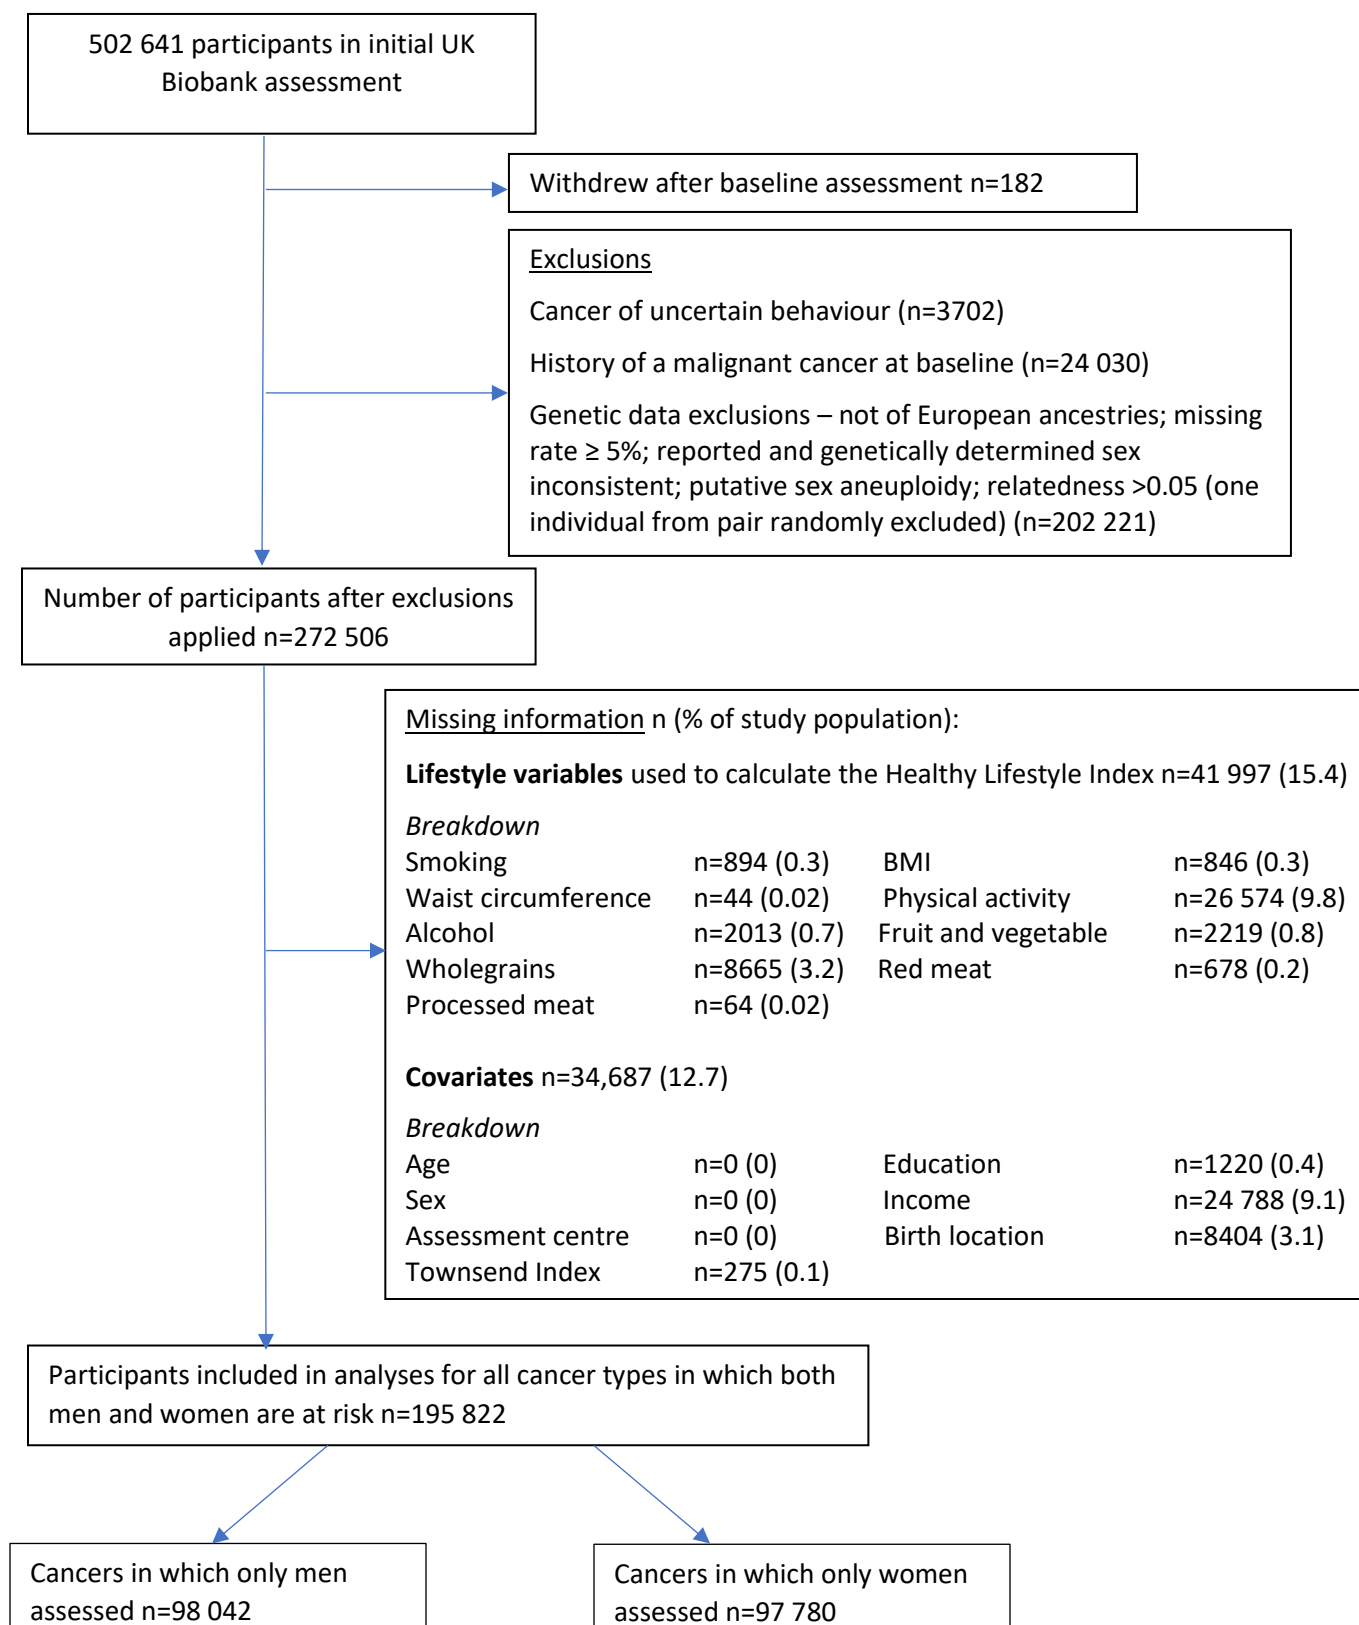 502 641 participants in initial UK
Biobank assessment
Withdrew after baseline assessment n=182
Exclusions
Cancer of uncertain behaviour (n=3702)
History of a malignant cancer at baseline (n=24 030)
Genetic data exclusions – not of European ancestries; missing
rate ≥ 5%; reported and genetically determined sex
inconsistent; putative sex aneuploidy; relatedness >0.05 (one
individual from pair randomly excluded) (n=202 221)
Number of participants after exclusions
applied n=272 506
Missing information n (% of study population):
Lifestyle variables used to calculate the Healthy Lifestyle Index n=41 997 (15.4)
Breakdown
Smoking n=894 (0.3) BMI n=846 (0.3)
Waist circumference n=44 (0.02) Physical activity n=26 574 (9.8)
Alcohol n=2013 (0.7) Fruit and vegetable n=2219 (0.8)
Wholegrains n=8665 (3.2) Red meat n=678 (0.2)
Processed meat n=64 (0.02)
Covariates n=34,687 (12.7)
Breakdown
Age n=0 (0) Education n=1220 (0.4)
Sex n=0 (0) Income n=24 788 (9.1)
Assessment centre n=0 (0) Birth location n=8404 (3.1)
Townsend Index n=275 (0.1)
Participants included in analyses for all cancer types in which both
men and women are at risk n=195 822
Cancers in which only men
assessed n=98 042
Cancers in which only women
assessed n=97 780